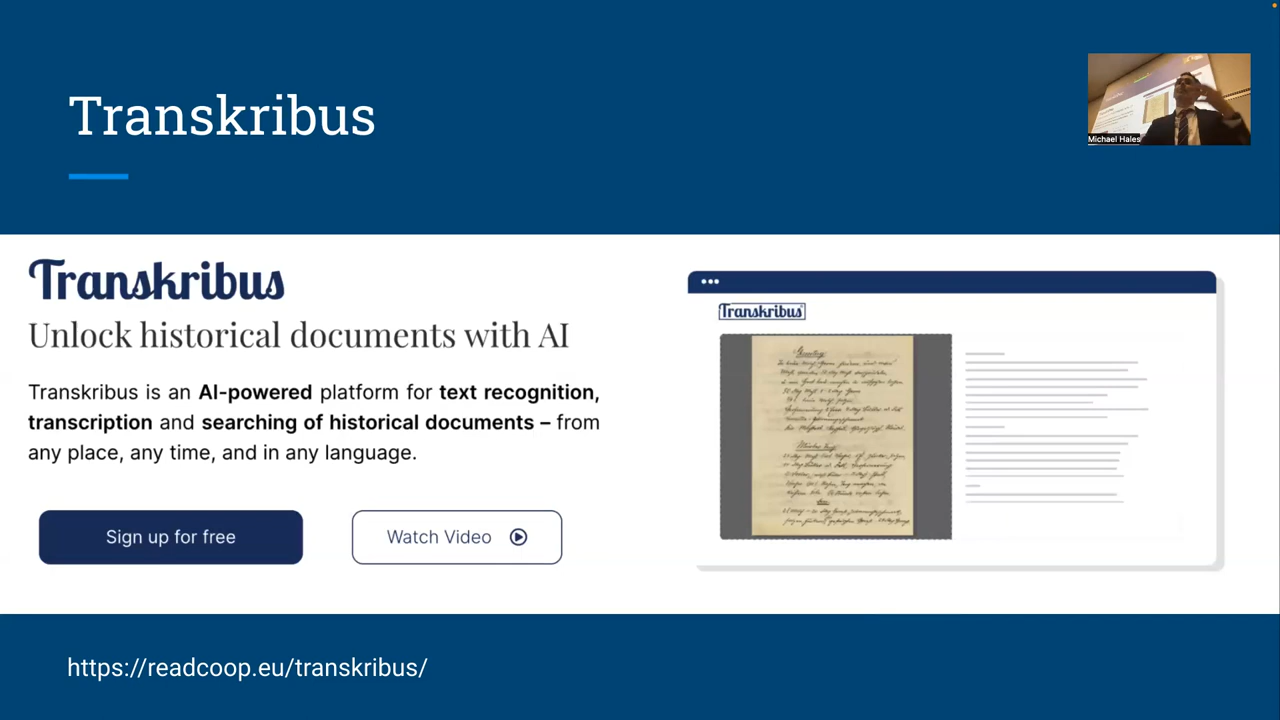 Transkribus
Michael Hales
Transkribus
Unlock historical documents with AI
Transkribus is an AI-powered platform for text recognition,
transcription and searching of historical documents – from
any place, any time, and in any language.
Sign up for free
Watch Video
Transkribus
https://readcoop.eu/transkribus/